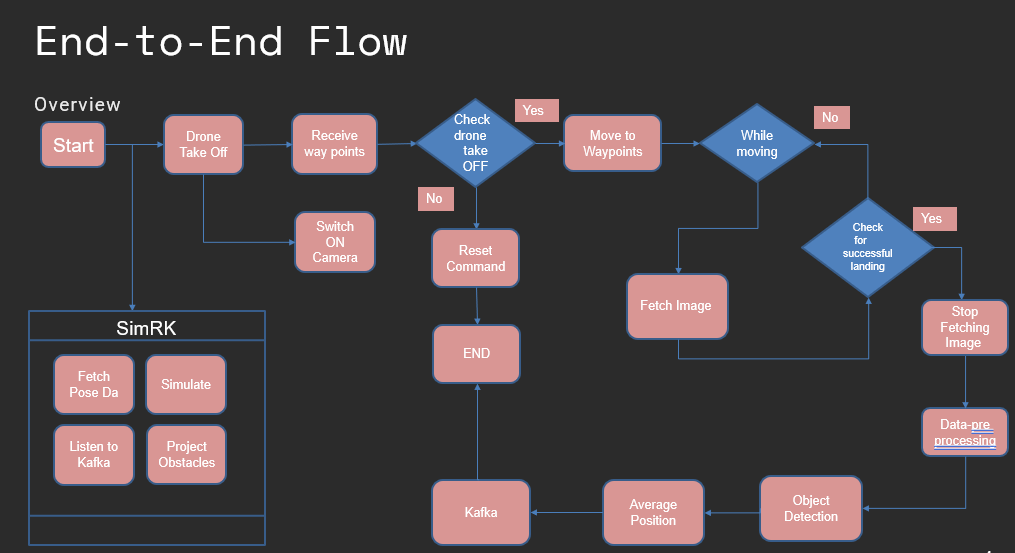 End-to-End Flow
Overview
Start
Drone
Take Off
Receive
way points
Check
drone
take
OFF
Yes
Move to
Waypoints
While
moving
No
Switch
ON
Camera
No
Reset
Command
Check
for
successful
landing
Yes
Fetch Image
Stop
Fetching
Image
END
SimRK
Fetch
Pose Da
Simulate
Listen to
Kafka
Project
Obstacles
Data-pre
processing
Kafka
Average
Position
Object
Detection